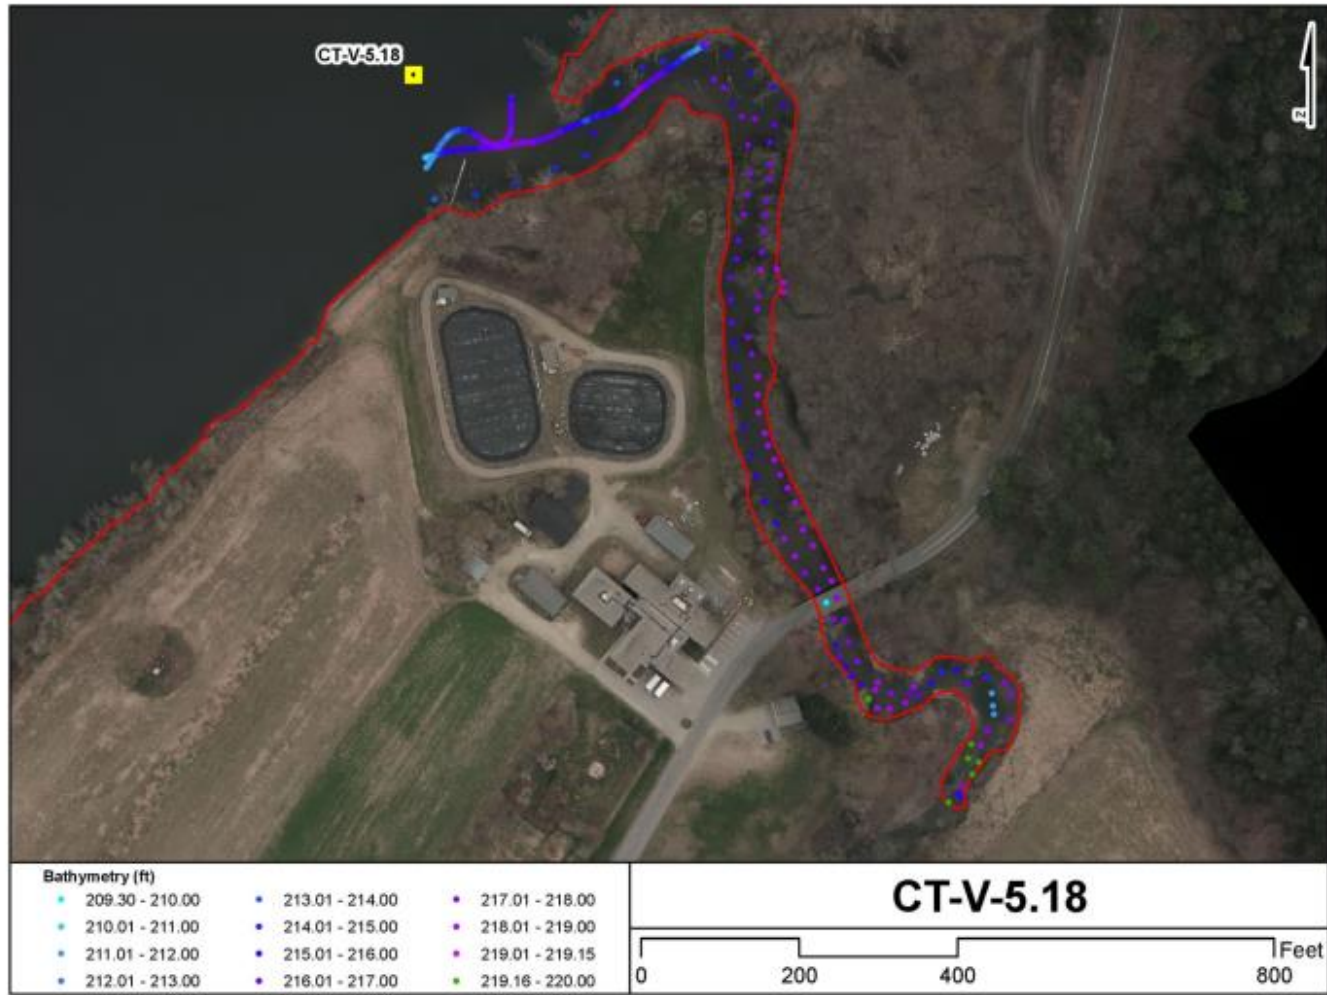 CT-V-5.18
N
Bathymetry (ft)
209.30 - 210.00
210.01 - 211.00
211.01 - 212.00
212.01 - 213.00
213.01 - 214.00
214.01 - 215.00
215.01 - 216.00
216.01 - 217.00
217.01 - 218.00
218.01 - 219.00
219.01 - 219.15
219.16 - 220.00
CT-V-5.18
Feet
0 200 400 800